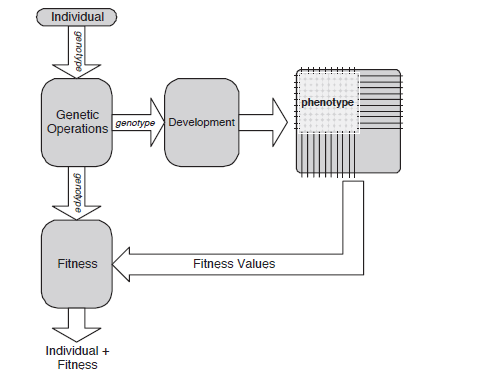 Individual
genotype
Genetic
Operations
genotype
Development
phenotype
genotype
Fitness
Fitness Values
Individual +
Fitness